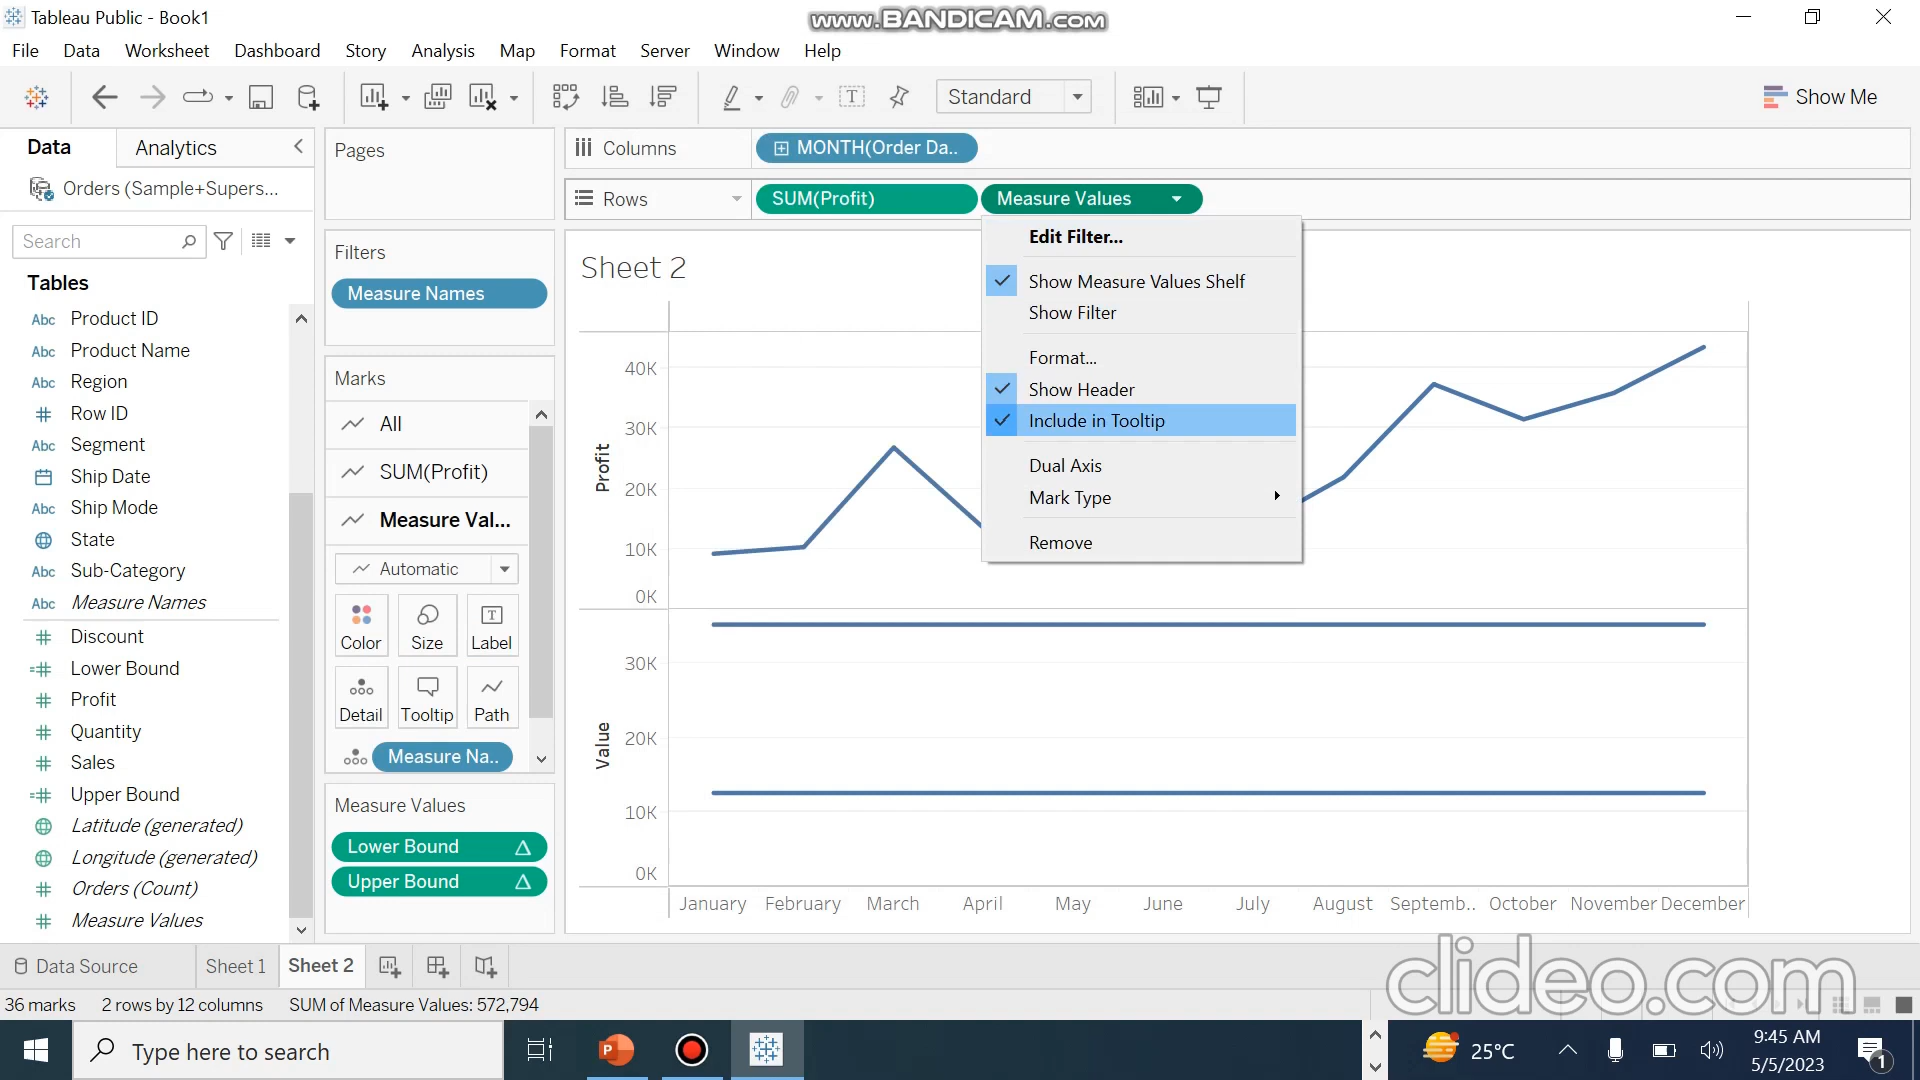 Tableau Public - Book1
www.BANDICAM.com
File Data Worksheet Dashboard Story Analysis Map Format Server Window Help
Standard
Show Me
Data
Analytics
Orders (Sample+Supers...
Search
Tables
Abc Product ID
Abc Product Name
Abc Region
Row ID
Abc Segment
Ship Date
Abc Ship Mode
State
Abc Sub-Category
Abc Measure Names
Discount
Lower Bound
Profit
Quantity
Sales
Upper Bound
Latitude (generated)
Longitude (generated)
Orders (Count)
Measure Values
Pages
Filters
Measure Names
Marks
All
SUM(Profit)
Measure Val...
Automatic
Color Size Label
Detail Tooltip Path
Measure Na..
Measure Values
Lower Bound
Upper Bound
Columns
MONTH(Order Da..
Rows
SUM(Profit)
Measure Values
Sheet 2
Edit Filter...
Show Measure Values Shelf
Show Filter
Format...
Show Header
Include in Tooltip
Dual Axis
Mark Type
Remove
Profit
40K
30K
20K
10K
0K
Value
30K
20K
10K
0K
January February March April May June July August Septemb.. October November December
Data Source Sheet 1 Sheet 2
36 marks 2 rows by 12 columns SUM of Measure Values: 572,794
clideo.com
Type here to search
P
25°C
9:45 AM
5/5/2023
1